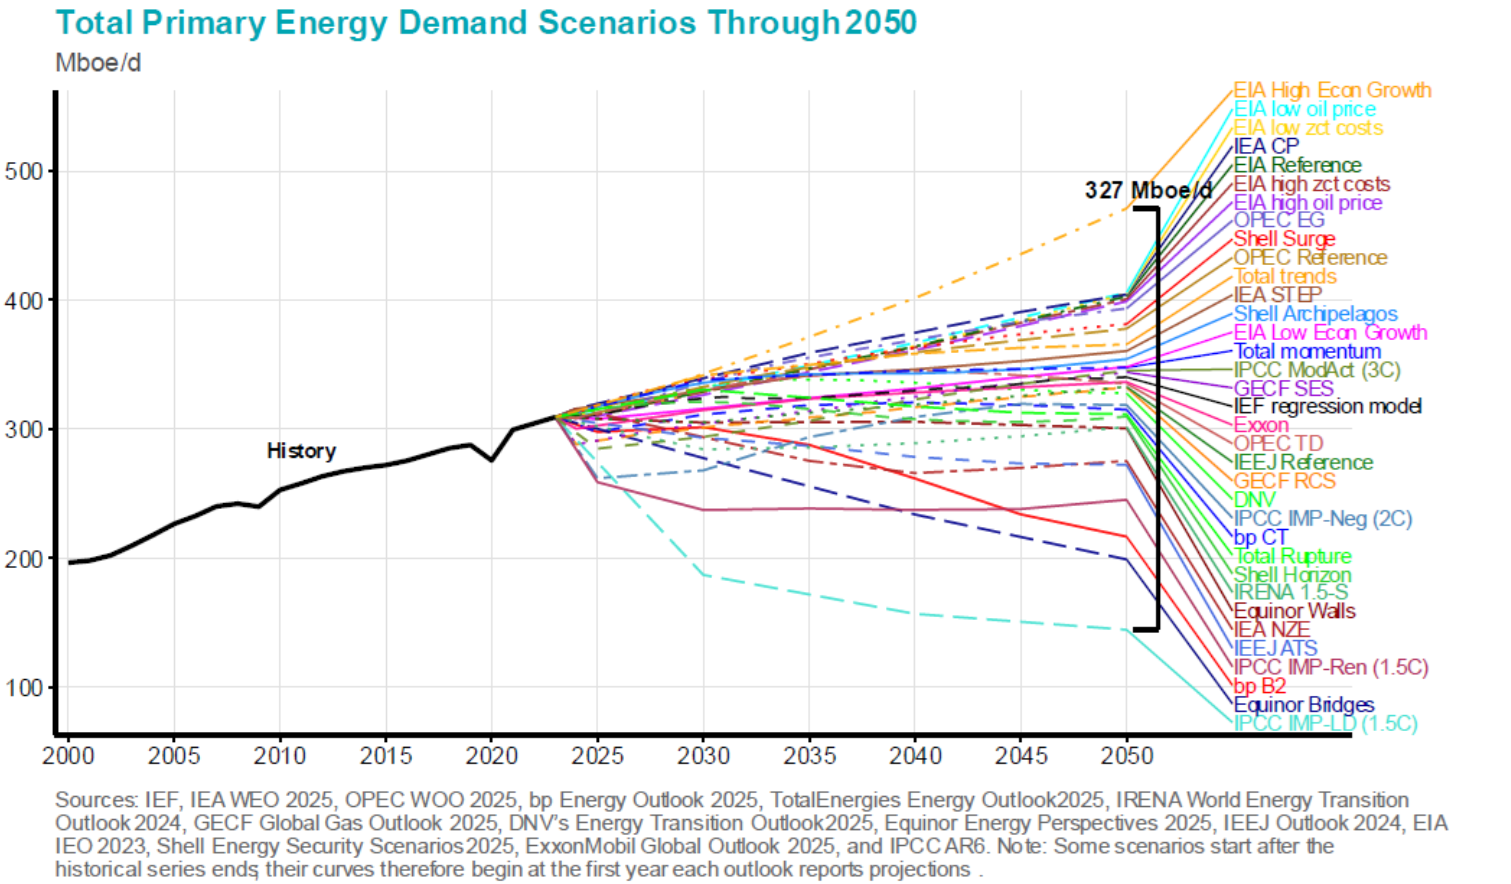 Total Primary Energy Demand Scenarios Through 2050
Mboe/d
500
400
300
200
100
History
327 Mboe/d
EIA High Econ Growth
EIA low oil price
EIA low zct costs
IEA CP
EIA Reference
EIA high zct costs
EIA high oil price
OPEC EG
Shell Surge
OPEC Reference
Total trends
IEA STEP
Shell Archipelagos
EIA Low Econ Growth
Total momentum
IPCC ModAct (3C)
GECF SES
IEF regression model
Exxon
OPEC TD
IEEJ Reference
GECF RCS
DNV
IPCC IMP-Neg (2C)
bp CT
Total Rupture
Shell Horizon
IRENA 1.5-S
Equinor Walls
IEA NZE
IEEJ ATS
IPCC IMP-Ren (1.5C)
bp B2
Equinor Bridges
IPCC IMP-LD (1.5C)
2000 2005 2010 2015 2020 2025 2030 2035 2040 2045 2050
Sources: IEF, IEA WEO 2025, OPEC WOO 2025, bp Energy Outlook 2025, TotalEnergies Energy Outlook2025, IRENA World Energy Transition
Outlook 2024, GECF Global Gas Outlook 2025, DNV's Energy Transition Outlook2025, Equinor Energy Perspectives 2025, IEEJ Outlook 2024, EIA
IEO 2023, Shell Energy Security Scenarios 2025, ExxonMobil Global Outlook 2025, and IPCC AR6. Note: Some scenarios start after the
historical series ends; their curves therefore begin at the first year each outlook reports projections .